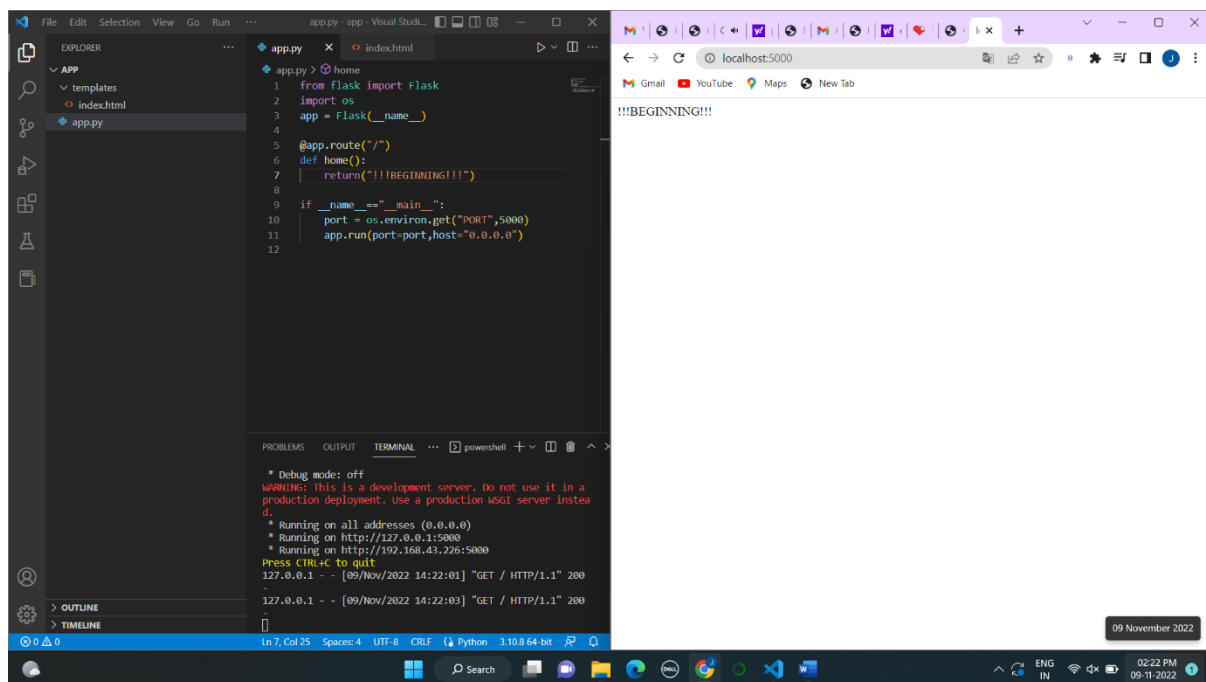 File Edit Selection View Go Run ··· app.py - app - Visual Studi...
EXPLORER ···
APP
templates
index.html
app.py
OUTLINE
TIMELINE
app.py index.html
app.py > home
1 from flask import Flask
2 import os
3 app = Flask(__name__)
4
5 @app.route("/")
6 def home():
7 return("!!!BEGINNING!!!")
8
9 if __name__=="__main__":
10 port = os.environ.get("PORT",5000)
11 app.run(port=port,host="0.0.0.0")
12
PROBLEMS OUTPUT TERMINAL ··· powershell
* Debug mode: off
WARNING: This is a development server. Do not use it in a
production deployment. Use a production WSGI server instea
d.
* Running on all addresses (0.0.0.0)
* Running on http://127.0.0.1:5000
* Running on http://192.168.43.226:5000
Press CTRL+C to quit
127.0.0.1 - - [09/Nov/2022 14:22:01] "GET / HTTP/1.1" 200
-
127.0.0.1 - - [09/Nov/2022 14:22:03] "GET / HTTP/1.1" 200
-
0 0 Ln 7, Col 25 Spaces: 4 UTF-8 CRLF Python 3.10.8 64-bit
localhost:5000
J
Gmail YouTube Maps New Tab
!!!BEGINNING!!!
09 November 2022
Search
DELL
ENG
IN
02:22 PM
09-11-2022
1